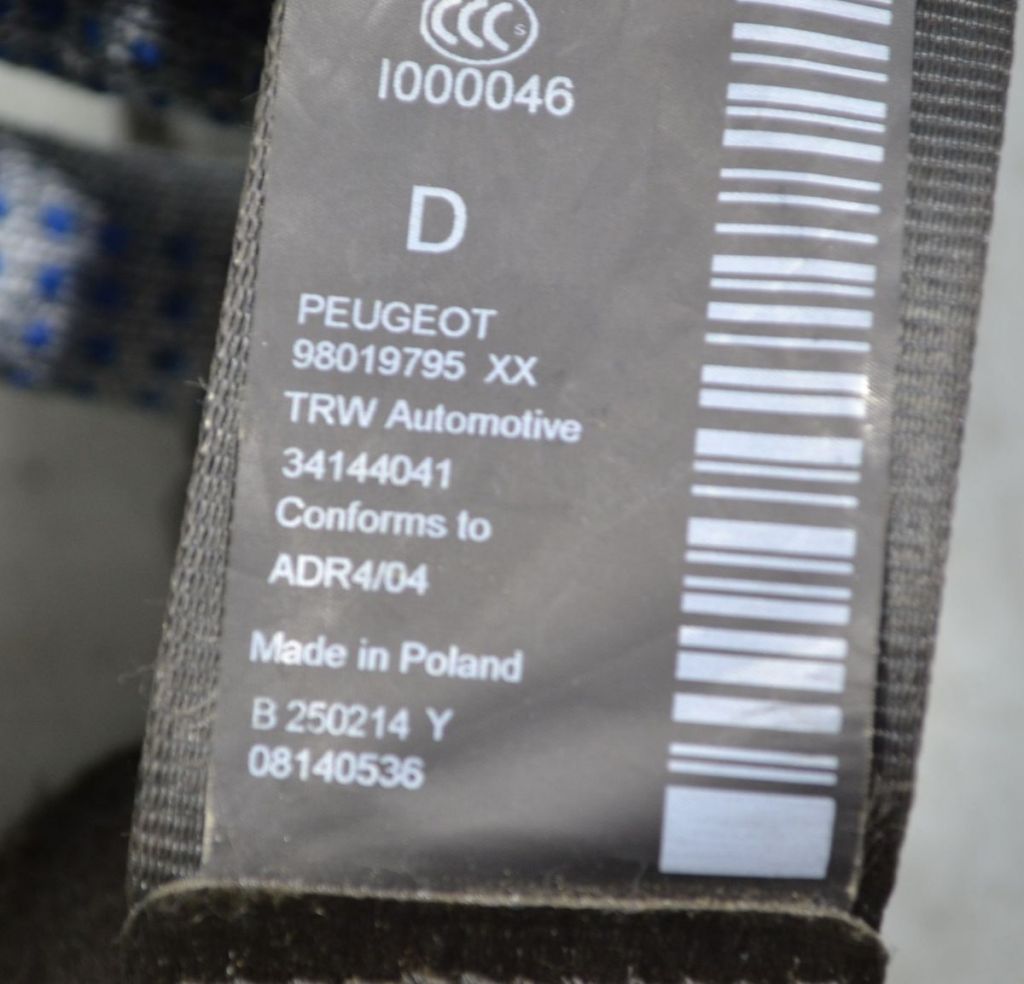 CCC S
I000046
D
PEUGEOT
98019795 XX
TRW Automotive
34144041
Conforms to
ADR4/04
Made in Poland
B 250214 Y
08140536